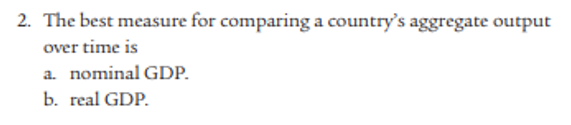 2. The best measure for comparing a country’s aggregate output
over time is
a. nominal GDP.
b. real GDP.